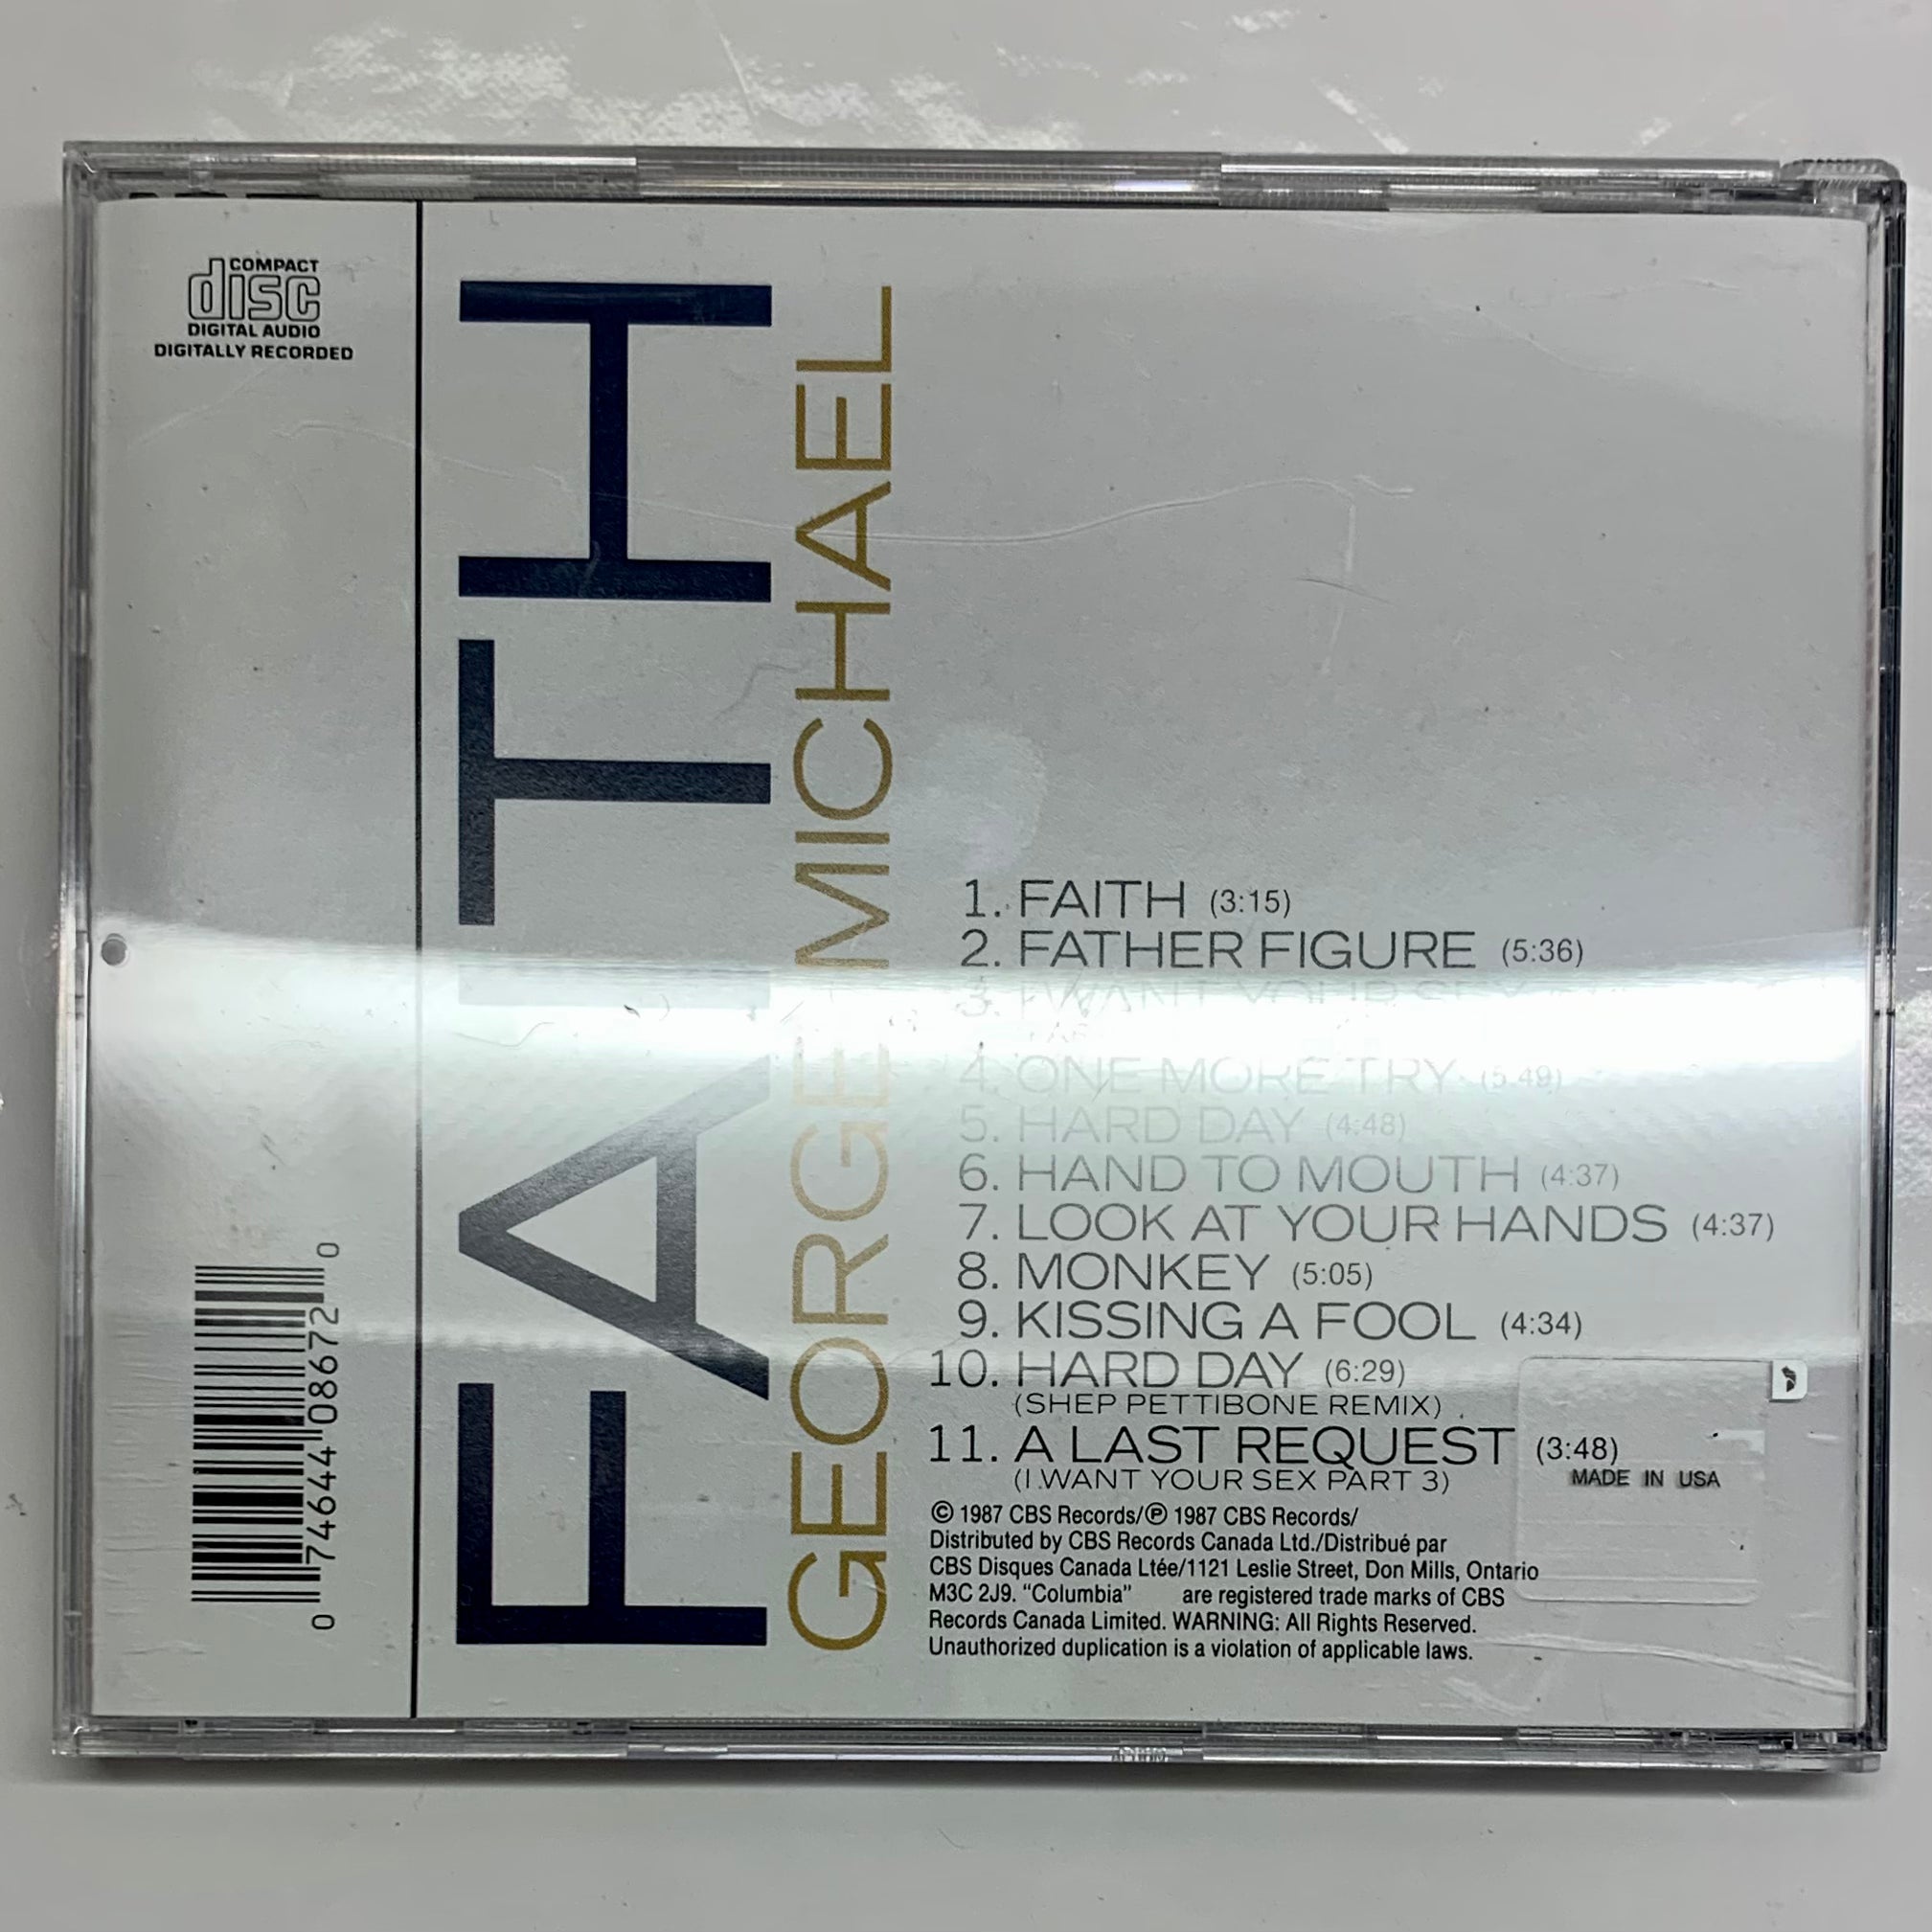 COMPACT
disc
DIGITAL AUDIO
DIGITALLY RECORDED
0 74644 08672 0
FAITH
GEORGE MICHAEL
1. FAITH (3:15)
2. FATHER FIGURE (5:36)
3. I WANT YOUR SEX
4. ONE MORE TRY (5:49)
5. HARD DAY (4:48)
6. HAND TO MOUTH (4:37)
7. LOOK AT YOUR HANDS (4:37)
8. MONKEY (5:05)
9. KISSING A FOOL (4:34)
10. HARD DAY (6:29)
(SHEP PETTIBONE REMIX)
11. A LAST REQUEST (3:48)
(I WANT YOUR SEX PART 3)
MADE IN USA
© 1987 CBS Records/℗ 1987 CBS Records/
Distributed by CBS Records Canada Ltd./Distribué par
CBS Disques Canada Ltée/1121 Leslie Street, Don Mills, Ontario
M3C 2J9. “Columbia” are registered trade marks of CBS
Records Canada Limited. WARNING: All Rights Reserved.
Unauthorized duplication is a violation of applicable laws.